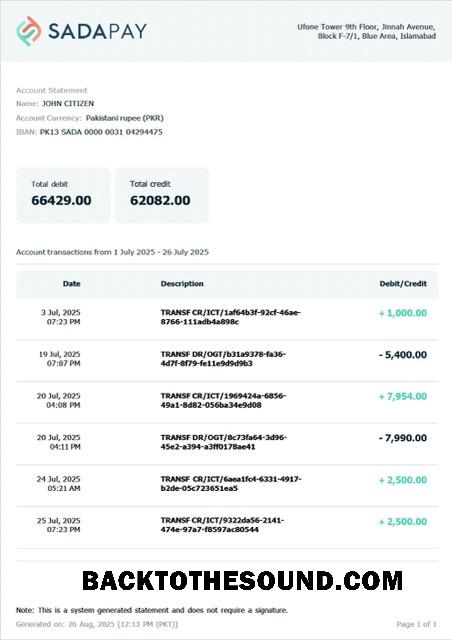 SADAPAY
Ufone Tower 9th Floor, Jinnah Avenue,
Block F-7/1, Blue Area, Islamabad
Account Statement
Name: JOHN CITIZEN
Account Currency: Pakistani rupee (PKR)
IBAN: PK13 SADA 0000 0031 04294475
Total debit
66429.00
Total credit
62082.00
Account transactions from 1 July 2025 - 26 July 2025
Date Description Debit/Credit
3 Jul, 2025 TRANSF CR/ICT/1af64b3f-92cf-46ae- + 1,000.00
07:23 PM 8766-111adb4a898c
19 Jul, 2025 TRANSF DR/OGT/b31a9378-fa36- - 5,400.00
07:07 PM 4d7f-8f79-fe11e9d9d9b3
20 Jul, 2025 TRANSF CR/ICT/1969424a-6856- + 7,954.00
04:08 PM 49a1-8d82-056ba34e9d08
20 Jul, 2025 TRANSF DR/OGT/8c73fa64-3d96- - 7,990.00
04:11 PM 45e2-a394-a3ff0178ae41
24 Jul, 2025 TRANSF CR/ICT/6aea1fc4-6331-4917- + 2,500.00
05:21 AM b2de-05c723651ea5
25 Jul, 2025 TRANSF CR/ICT/9322da56-2141- + 2,500.00
07:23 PM 474e-97a7-f8597ac80544
BACKTOTHESOUND.COM
Note: This is a system generated statement and does not require a signature.
Generated on: 26 Aug, 2025 [12:13 PM (PKT)] Page 1 of 1